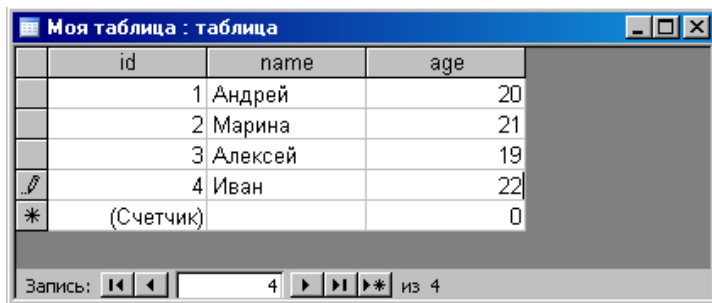 Моя таблица : таблица
id name age
1 Андрей 20
2 Марина 21
3 Алексей 19
4 Иван 22
(Счетчик) 0
Запись: 4 из 4